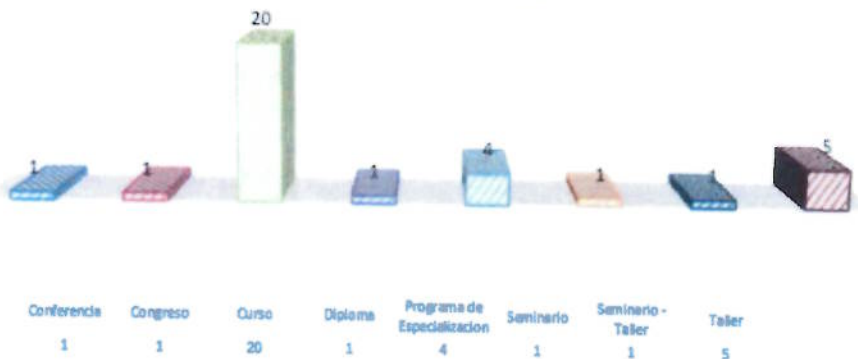 20
1 1 1 4 1 1 5
Conferencia Congreso Curso Diploma Programa de Especializacion Seminario Seminario - Taller Taller
1 1 20 1 4 1 1 5